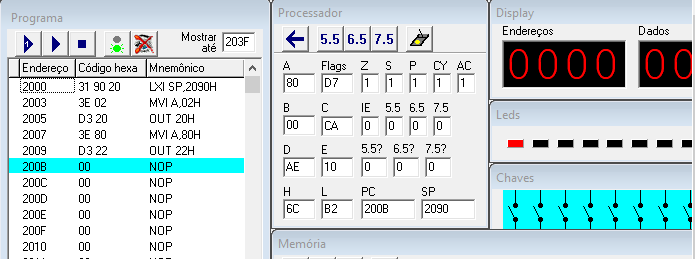 Programa
Mostrar até 203F
Endereço Código hexa Mnemônico
2000 31 90 20 LXI SP,2090H
2003 3E 02 MVI A,02H
2005 D3 20 OUT 20H
2007 3E 80 MVI A,80H
2009 D3 22 OUT 22H
200B 00 NOP
200C 00 NOP
200D 00 NOP
200E 00 NOP
200F 00 NOP
2010 00 NOP
Processador
5.5 6.5 7.5
A Flags Z S P CY AC
80 D7 1 1 1 1 1
B C IE 5.5 6.5 7.5
00 CA 1 0 0 0
D E 5.5? 6.5? 7.5?
AE 10 0 0 0
H L PC SP
6C B2 200B 2090
Memória
Display
Endereços Dados
0000 0
Leds
Chaves